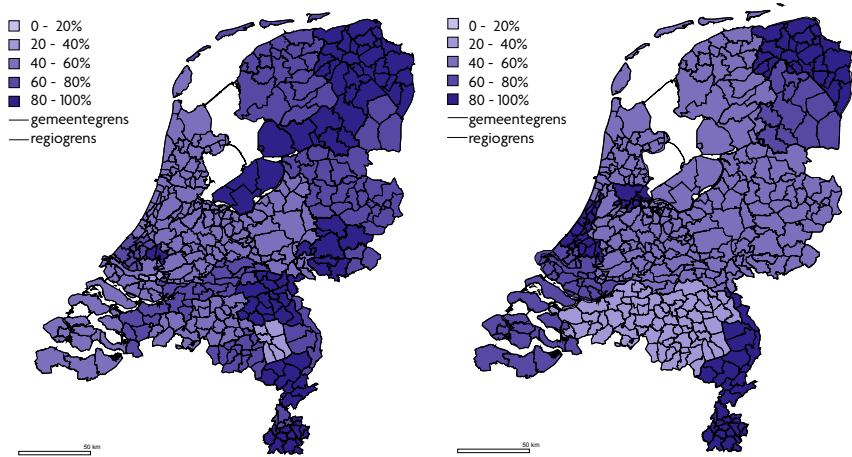 0 - 20%
20 - 40%
40 - 60%
60 - 80%
80 - 100%
gemeentegrens
regiogrens
50 km
0 - 20%
20 - 40%
40 - 60%
60 - 80%
80 - 100%
gemeentegrens
regiogrens
50 km